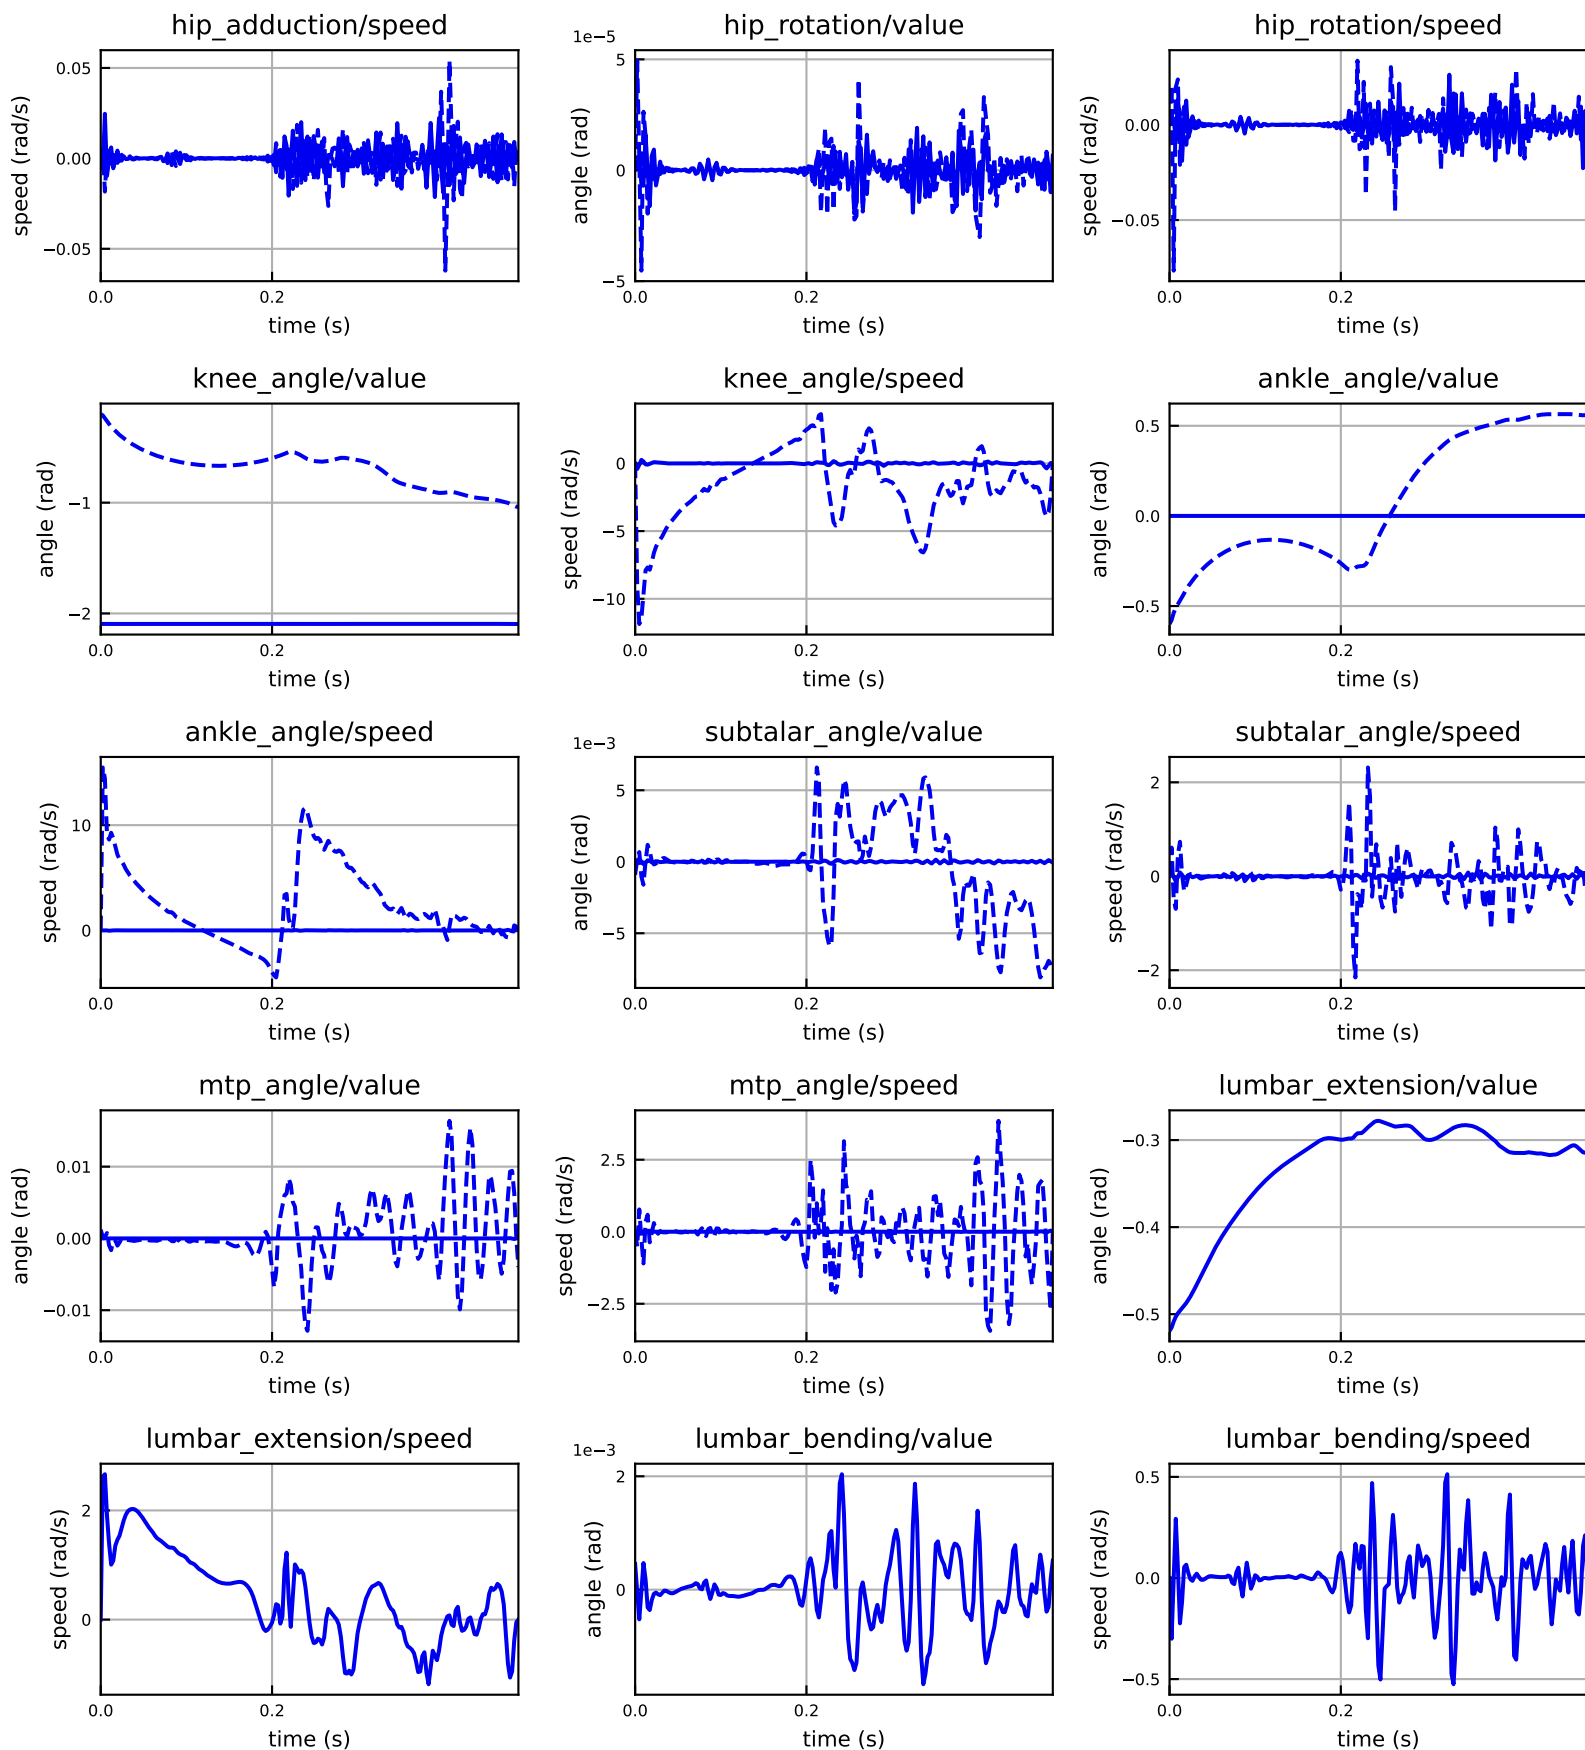 hip_adduction/speed
speed (rad/s)
0.05
0.00
−0.05
0.0 0.2
time (s)
hip_rotation/value
1e−5
angle (rad)
5
0
−5
0.0 0.2
time (s)
hip_rotation/speed
speed (rad/s)
0.00
−0.05
0.0 0.2
time (s)
knee_angle/value
angle (rad)
−1
−2
0.0 0.2
time (s)
knee_angle/speed
speed (rad/s)
0
−5
−10
0.0 0.2
time (s)
ankle_angle/value
angle (rad)
0.5
0.0
−0.5
0.0 0.2
time (s)
ankle_angle/speed
speed (rad/s)
10
0
0.0 0.2
time (s)
subtalar_angle/value
1e−3
angle (rad)
5
0
−5
0.0 0.2
time (s)
subtalar_angle/speed
speed (rad/s)
2
0
−2
0.0 0.2
time (s)
mtp_angle/value
angle (rad)
0.01
0.00
−0.01
0.0 0.2
time (s)
mtp_angle/speed
speed (rad/s)
2.5
0.0
−2.5
0.0 0.2
time (s)
lumbar_extension/value
angle (rad)
−0.3
−0.4
−0.5
0.0 0.2
time (s)
lumbar_extension/speed
speed (rad/s)
2
0
0.0 0.2
time (s)
lumbar_bending/value
1e−3
angle (rad)
2
0
0.0 0.2
time (s)
lumbar_bending/speed
speed (rad/s)
0.5
0.0
−0.5
0.0 0.2
time (s)